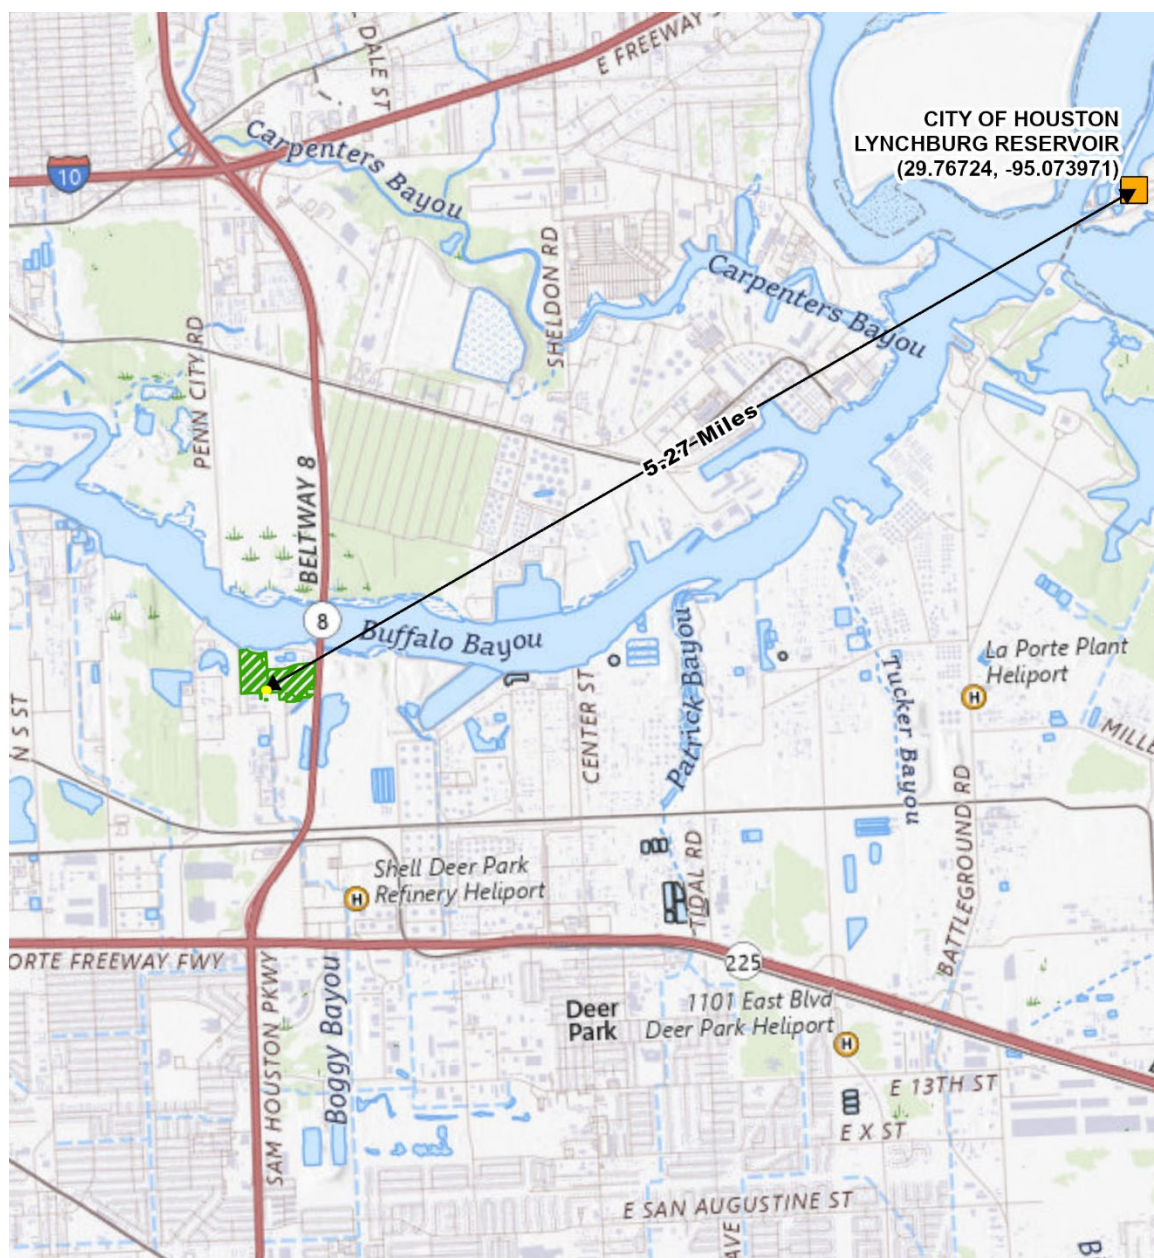 DALE ST
E FREEWAY
Carpenters Bayou
10
CITY OF HOUSTON
LYNCHBURG RESERVOIR
(29.76724, -95.073971)
SHELDON RD
Carpenters Bayou
PENN CITY RD
5.27 Miles
BELTWAY 8
8
Buffalo Bayou
La Porte Plant
Heliport
H
N S ST
CENTER ST
Patrick Bayou
Tucker Bayou
MILLE
Shell Deer Park
Refinery Heliport
H
TIDAL RD
BATTLEGROUND RD
ORTE FREEWAY FWY
225
SAM HOUSTON PKWY
Boggy Bayou
Deer
Park
1101 East Blvd
Deer Park Heliport
H
E 13TH ST
E X ST
E SAN AUGUSTINE ST
AVE
B